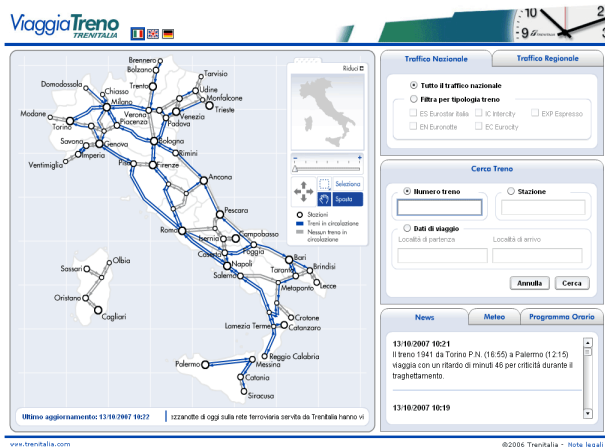 ViaggiaTreno
TRENITALIA
10
2
9
Traffico Nazionale
Traffico Regionale
Tutto il traffico nazionale
Filtra per tipologia treno
ES Eurostar italia
IC Intercity
EXP Espresso
EN Euronotte
EC Eurocity
Cerca Treno
Numero treno
Stazione
Dati di viaggio
Località di partenza
Località di arrivo
Annulla
Cerca
News
Meteo
Programma Orario
13/10/2007 10:21
Il treno 1941 da Torino P.N. (16:55) a Palermo (12:15)
viaggia con un ritardo di minuti 46 per criticità durante il
traghettamento.
13/10/2007 10:19
Riduci
Seleziona
Sposta
Stazioni
Treni in circolazione
Nessun treno in
circolazione
Brennero
Bolzano
Trento
Tarvisio
Udine
Monfalcone
Trieste
Domodossola
Chiasso
Milano
Verona
Venezia
Padova
Modane
Torino
Piacenza
Savona
Genova
Bologna
Imperia
Rimini
Ventimiglia
Pisa
Firenze
Ancona
Pescara
Roma
Isernia
Campobasso
Caserta
Foggia
Napoli
Bari
Salerno
Taranto
Brindisi
Lecce
Metaponto
Olbia
Sassari
Oristano
Cagliari
Crotone
Lamezia Terme
Catanzaro
Reggio Calabria
Palermo
Messina
Catania
Siracusa
Ultimo aggiornamento: 13/10/2007 10:22
zzanotte di oggi sulla rete ferroviaria servita da Trenitalia hanno vi
www.trenitalia.com
©2006 Trenitalia - Note legali